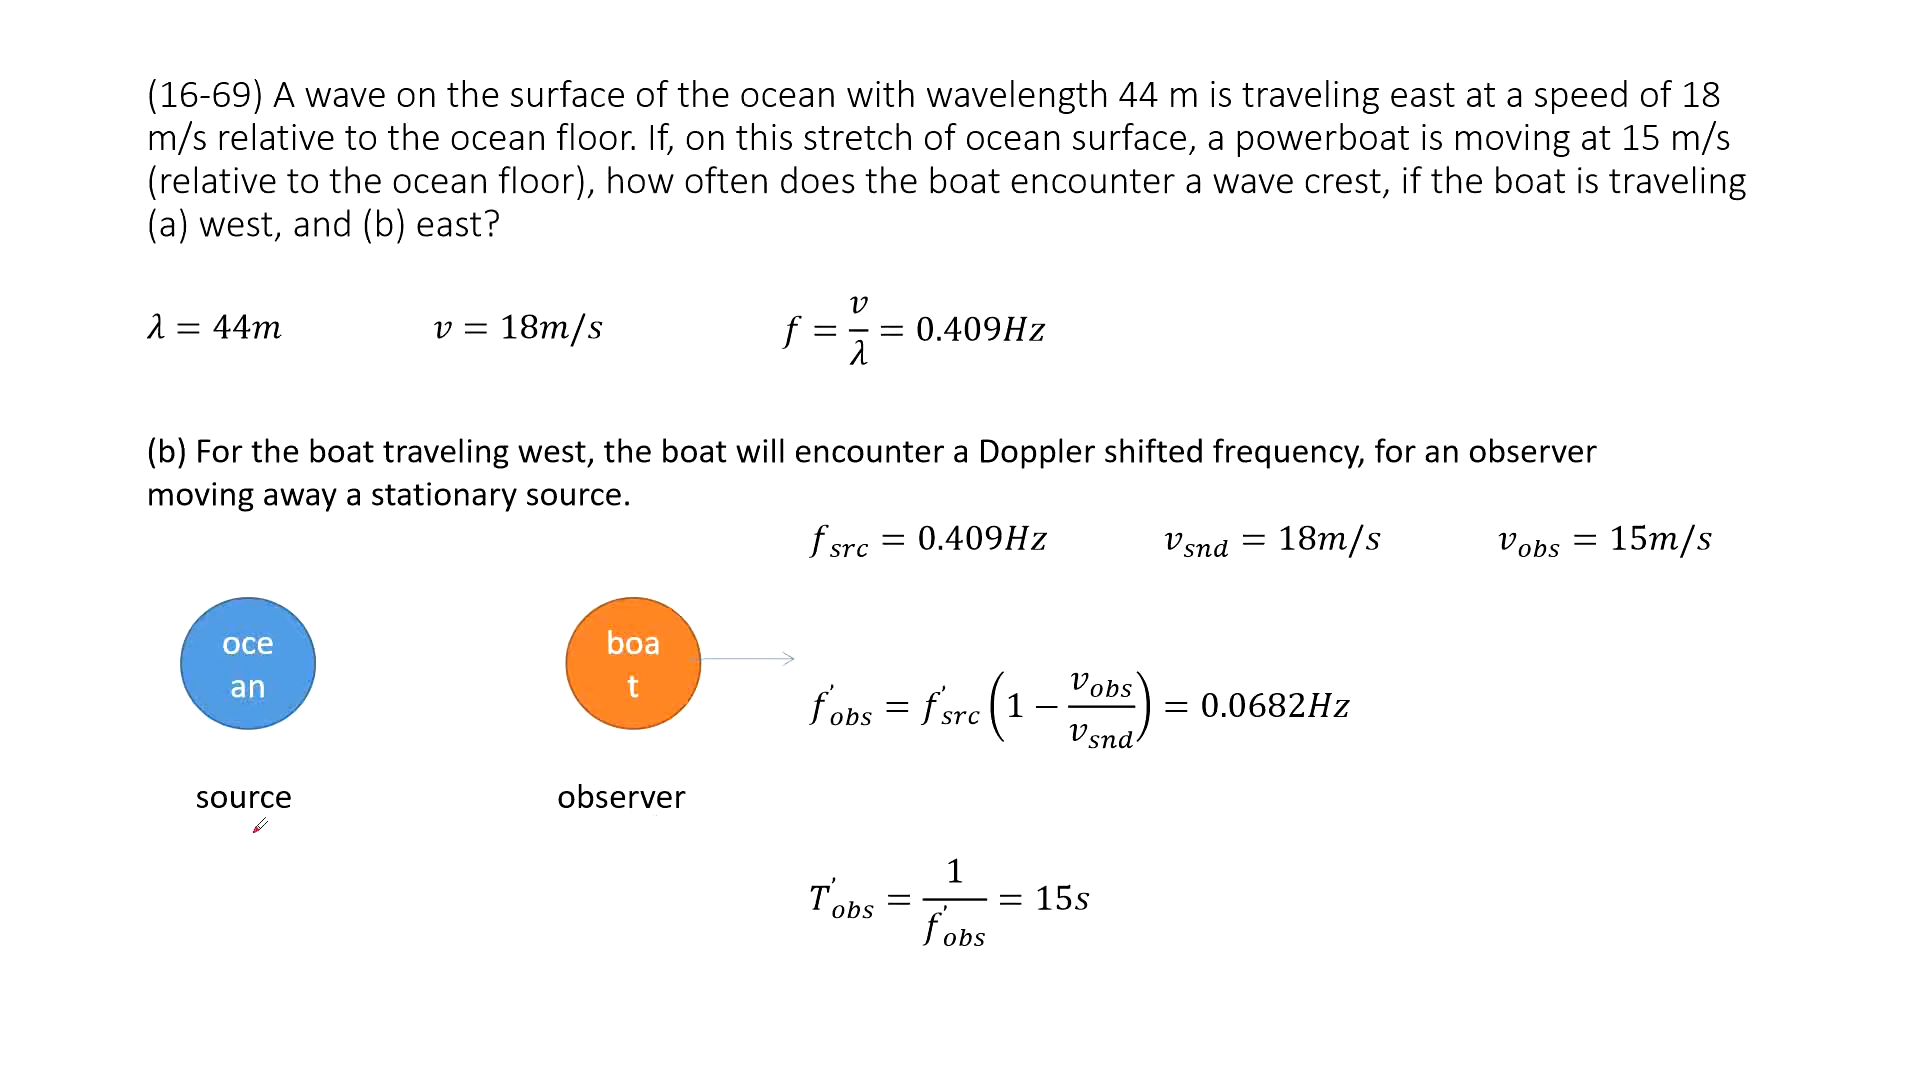 (16-69) A wave on the surface of the ocean with wavelength 44 m is traveling east at a speed of 18
m/s relative to the ocean floor. If, on this stretch of ocean surface, a powerboat is moving at 15 m/s
(relative to the ocean floor), how often does the boat encounter a wave crest, if the boat is traveling
(a) west, and (b) east?
λ = 44m v = 18m/s f = v/λ = 0.409Hz
(b) For the boat traveling west, the boat will encounter a Doppler shifted frequency, for an observer
moving away a stationary source.
f_src = 0.409Hz v_snd = 18m/s v_obs = 15m/s
oce
an
boa
t
f'_obs = f'_src (1 − v_obs/v_snd) = 0.0682Hz
source observer
T'_obs = 1/f'_obs = 15s